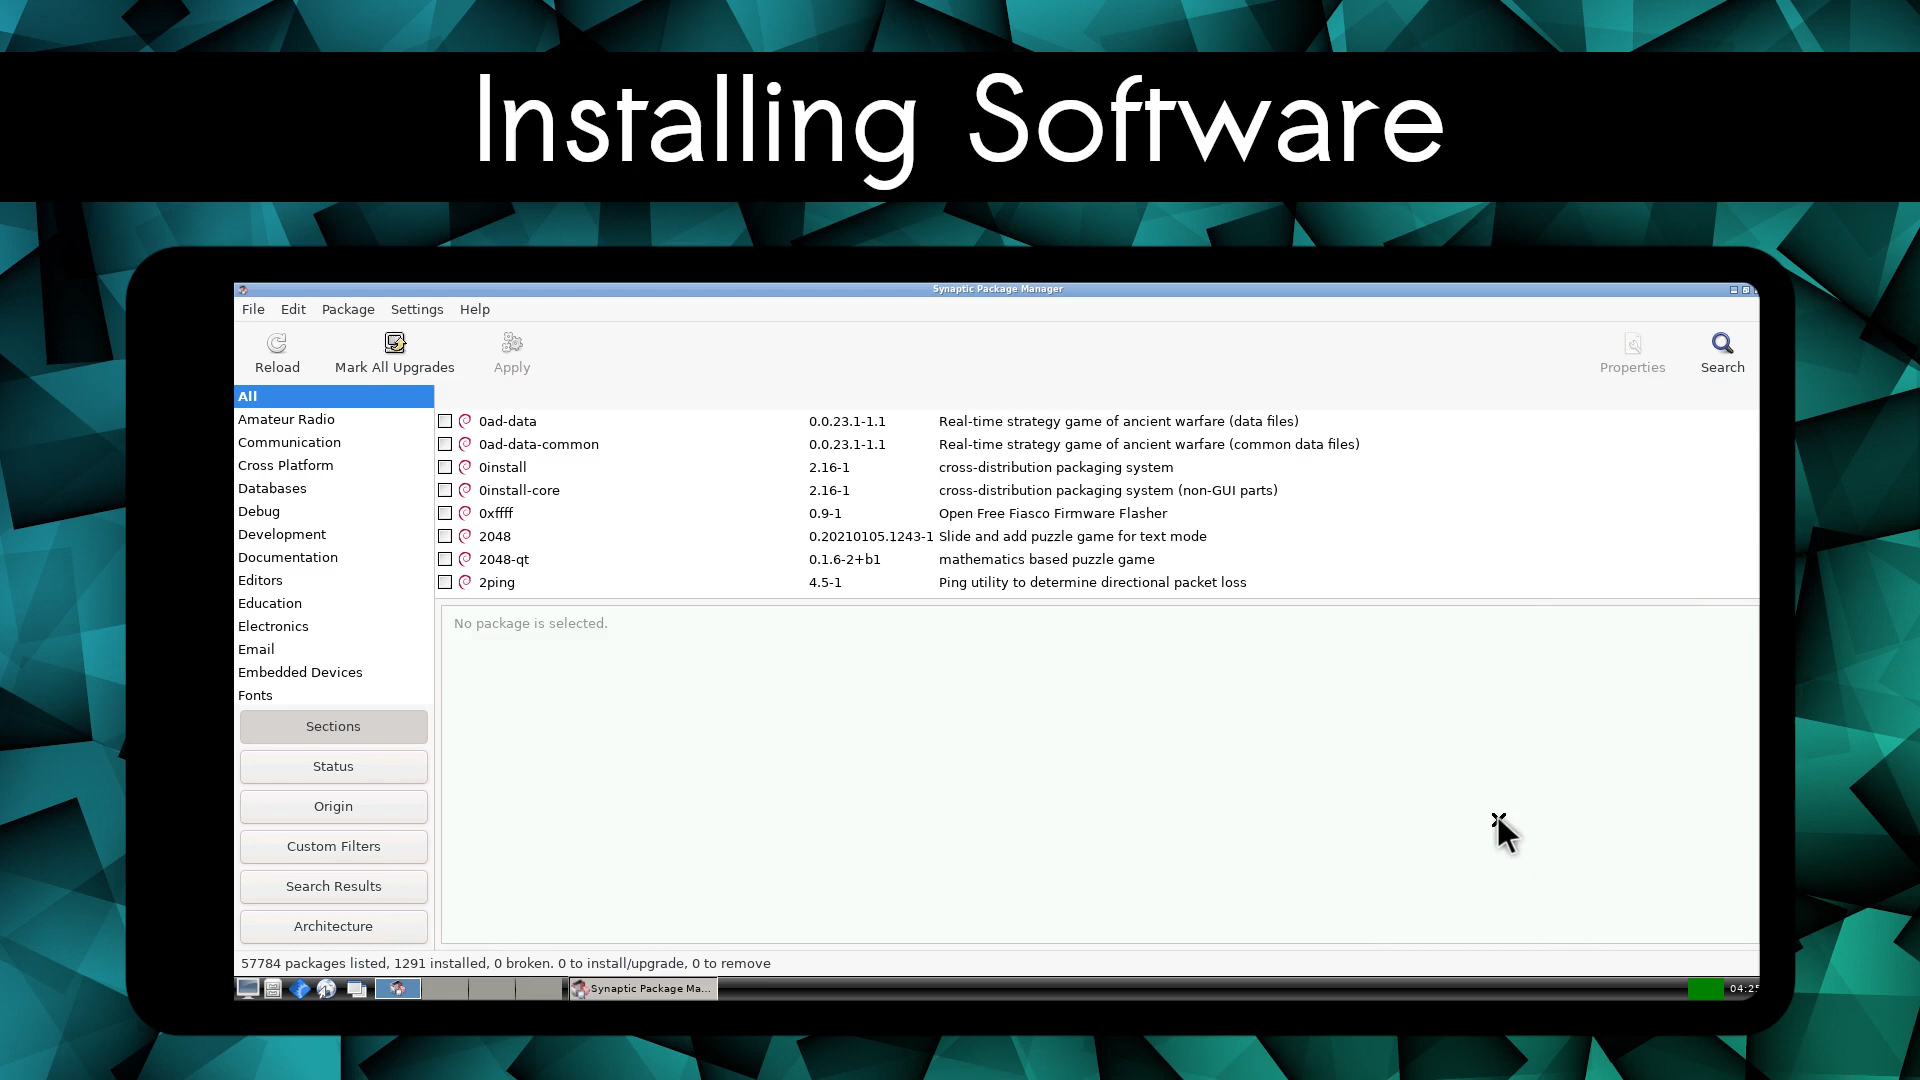 Installing Software
Synaptic Package Manager
File Edit Package Settings Help
Reload Mark All Upgrades Apply Properties Search
All
Amateur Radio
Communication
Cross Platform
Databases
Debug
Development
Documentation
Editors
Education
Electronics
Email
Embedded Devices
Fonts
Sections
Status
Origin
Custom Filters
Search Results
Architecture
0ad-data 0.0.23.1-1.1 Real-time strategy game of ancient warfare (data files)
0ad-data-common 0.0.23.1-1.1 Real-time strategy game of ancient warfare (common data files)
0install 2.16-1 cross-distribution packaging system
0install-core 2.16-1 cross-distribution packaging system (non-GUI parts)
0xffff 0.9-1 Open Free Fiasco Firmware Flasher
2048 0.20210105.1243-1 Slide and add puzzle game for text mode
2048-qt 0.1.6-2+b1 mathematics based puzzle game
2ping 4.5-1 Ping utility to determine directional packet loss
No package is selected.
57784 packages listed, 1291 installed, 0 broken. 0 to install/upgrade, 0 to remove
Synaptic Package Ma... 04:25